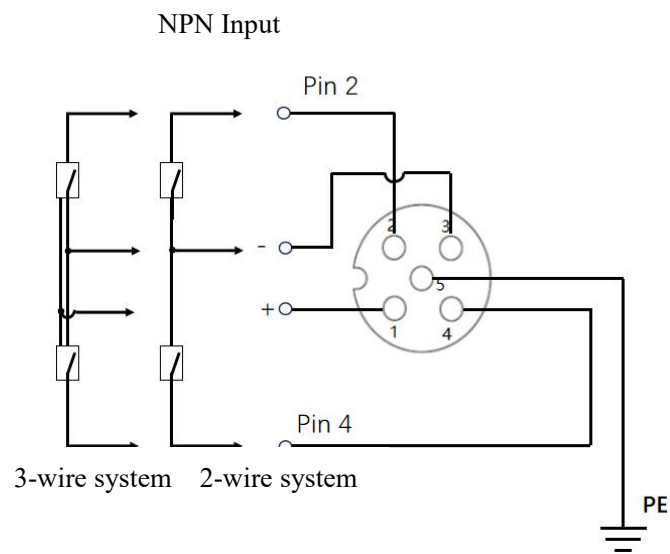 NPN Input
Pin 2
2 3
-
5
+
1 4
Pin 4
3-wire system 2-wire system
PE